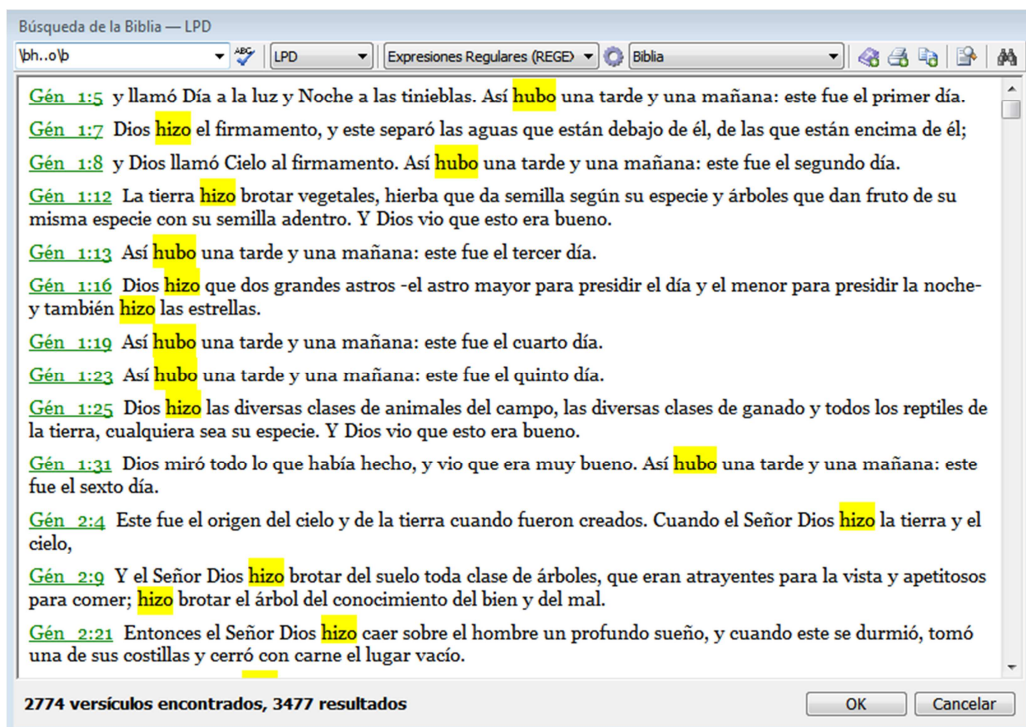 Búsqueda de la Biblia — LPD
\bh..o\b ABC LPD Expresiones Regulares (REGEX Biblia
Gén 1:5 y llamó Día a la luz y Noche a las tinieblas. Así hubo una tarde y una mañana: este fue el primer día.
Gén 1:7 Dios hizo el firmamento, y este separó las aguas que están debajo de él, de las que están encima de él;
Gén 1:8 y Dios llamó Cielo al firmamento. Así hubo una tarde y una mañana: este fue el segundo día.
Gén 1:12 La tierra hizo brotar vegetales, hierba que da semilla según su especie y árboles que dan fruto de su
misma especie con su semilla adentro. Y Dios vio que esto era bueno.
Gén 1:13 Así hubo una tarde y una mañana: este fue el tercer día.
Gén 1:16 Dios hizo que dos grandes astros -el astro mayor para presidir el día y el menor para presidir la noche-
y también hizo las estrellas.
Gén 1:19 Así hubo una tarde y una mañana: este fue el cuarto día.
Gén 1:23 Así hubo una tarde y una mañana: este fue el quinto día.
Gén 1:25 Dios hizo las diversas clases de animales del campo, las diversas clases de ganado y todos los reptiles de
la tierra, cualquiera sea su especie. Y Dios vio que esto era bueno.
Gén 1:31 Dios miró todo lo que había hecho, y vio que era muy bueno. Así hubo una tarde y una mañana: este
fue el sexto día.
Gén 2:4 Este fue el origen del cielo y de la tierra cuando fueron creados. Cuando el Señor Dios hizo la tierra y el
cielo,
Gén 2:9 Y el Señor Dios hizo brotar del suelo toda clase de árboles, que eran atrayentes para la vista y apetitosos
para comer; hizo brotar el árbol del conocimiento del bien y del mal.
Gén 2:21 Entonces el Señor Dios hizo caer sobre el hombre un profundo sueño, y cuando este se durmió, tomó
una de sus costillas y cerró con carne el lugar vacío.
2774 versículos encontrados, 3477 resultados OK Cancelar